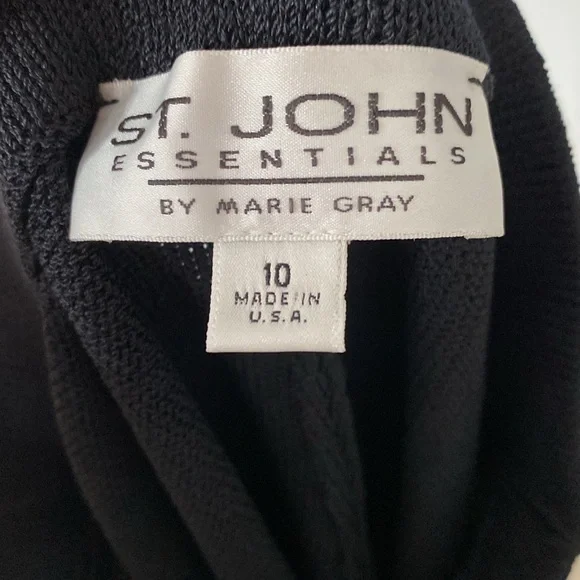 ST. JOHN
ESSENTIALS
BY MARIE GRAY
10
MADE IN
U.S.A.